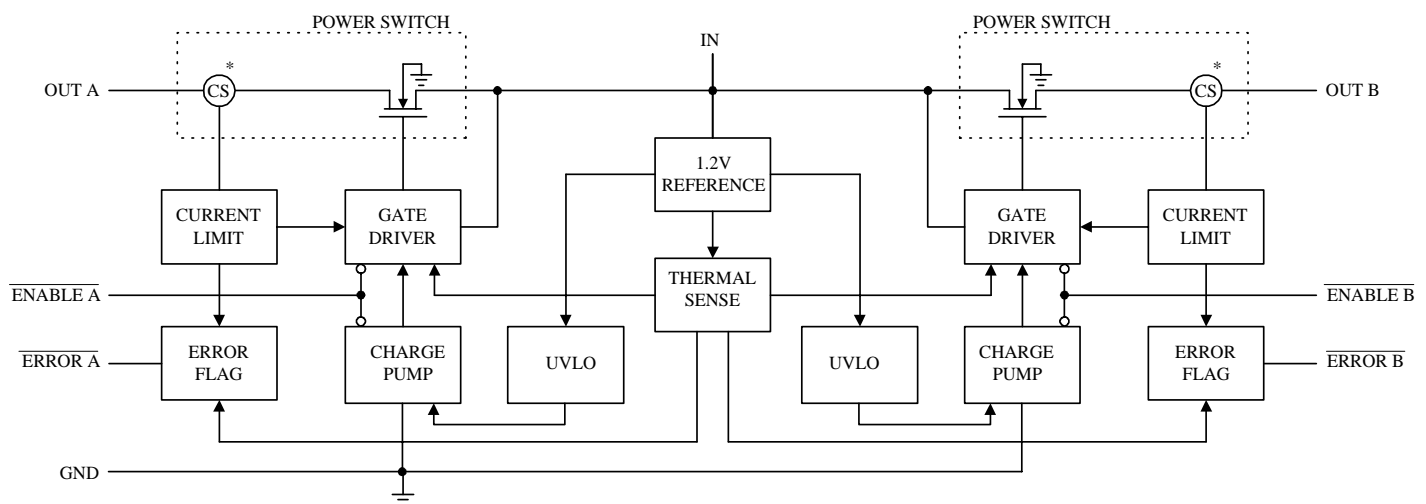 POWER SWITCH
POWER SWITCH
IN
*
*
OUT A
CS
CS
OUT B
1.2V
REFERENCE
CURRENT
LIMIT
GATE
DRIVER
GATE
DRIVER
CURRENT
LIMIT
THERMAL
SENSE
ENABLE A
ENABLE B
ERROR A
ERROR
FLAG
CHARGE
PUMP
UVLO
UVLO
CHARGE
PUMP
ERROR
FLAG
ERROR B
GND